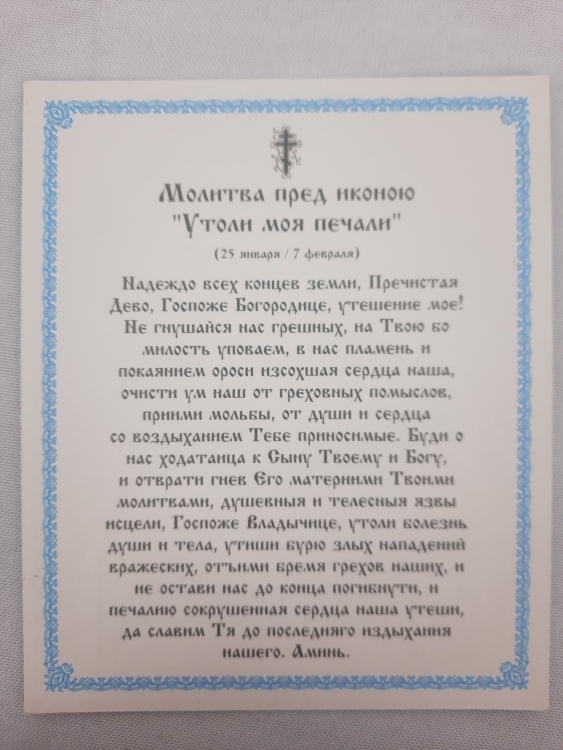 Молитва пред иконою
"Утоли моя печали"
(25 января / 7 февраля)
Надеждо всех концев земли, Пречистая
Дево, Госпоже Богородице, утешение мое!
Не гнушайся нас грешных, на Твою бо
милость уповаем, в нас пламень и
покаянием ороси изсохшая сердца наша,
очисти ум наш от греховных помыслов,
приими мольбы, от души и сердца
со воздыханием Тебе приносимые. Буди о
нас ходатаица к Сыну Твоему и Богу,
и отврати гнев Его матерними Твоими
молитвами, душевныя и телесныя язвы
исцели, Госпоже Владычице, утоли болезнь
души и тела, утиши бурю злых нападений
вражеских, отъими бремя грехов наших, и
не остави нас до конца погибнути, и
печалию сокрушенная сердца наша утеши,
да славим Тя до последняго издыхания
нашего. Аминь.